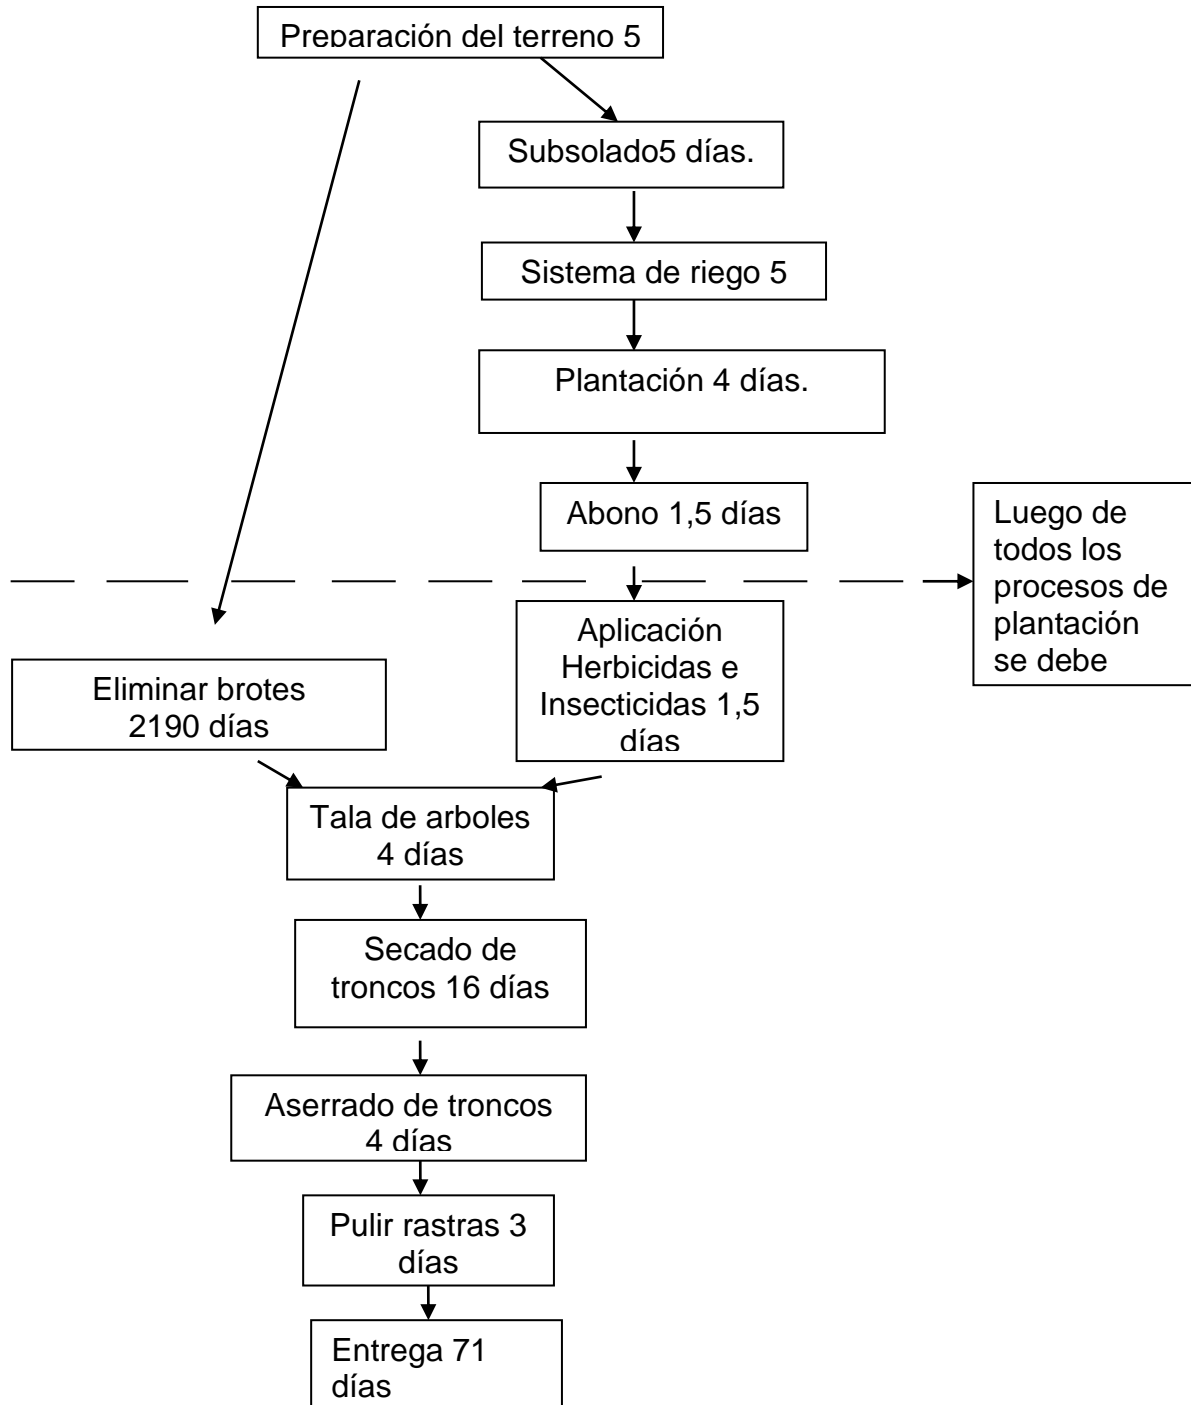 Preparación del terreno 5
Subsolado5 días.
Sistema de riego 5
Plantación 4 días.
Abono 1,5 días
Luego de
todos los
procesos de
plantación
se debe
Aplicación
Herbicidas e
Insecticidas 1,5
días
Eliminar brotes
2190 días
Tala de arboles
4 días
Secado de
troncos 16 días
Aserrado de troncos
4 días
Pulir rastras 3
días
Entrega 71
días